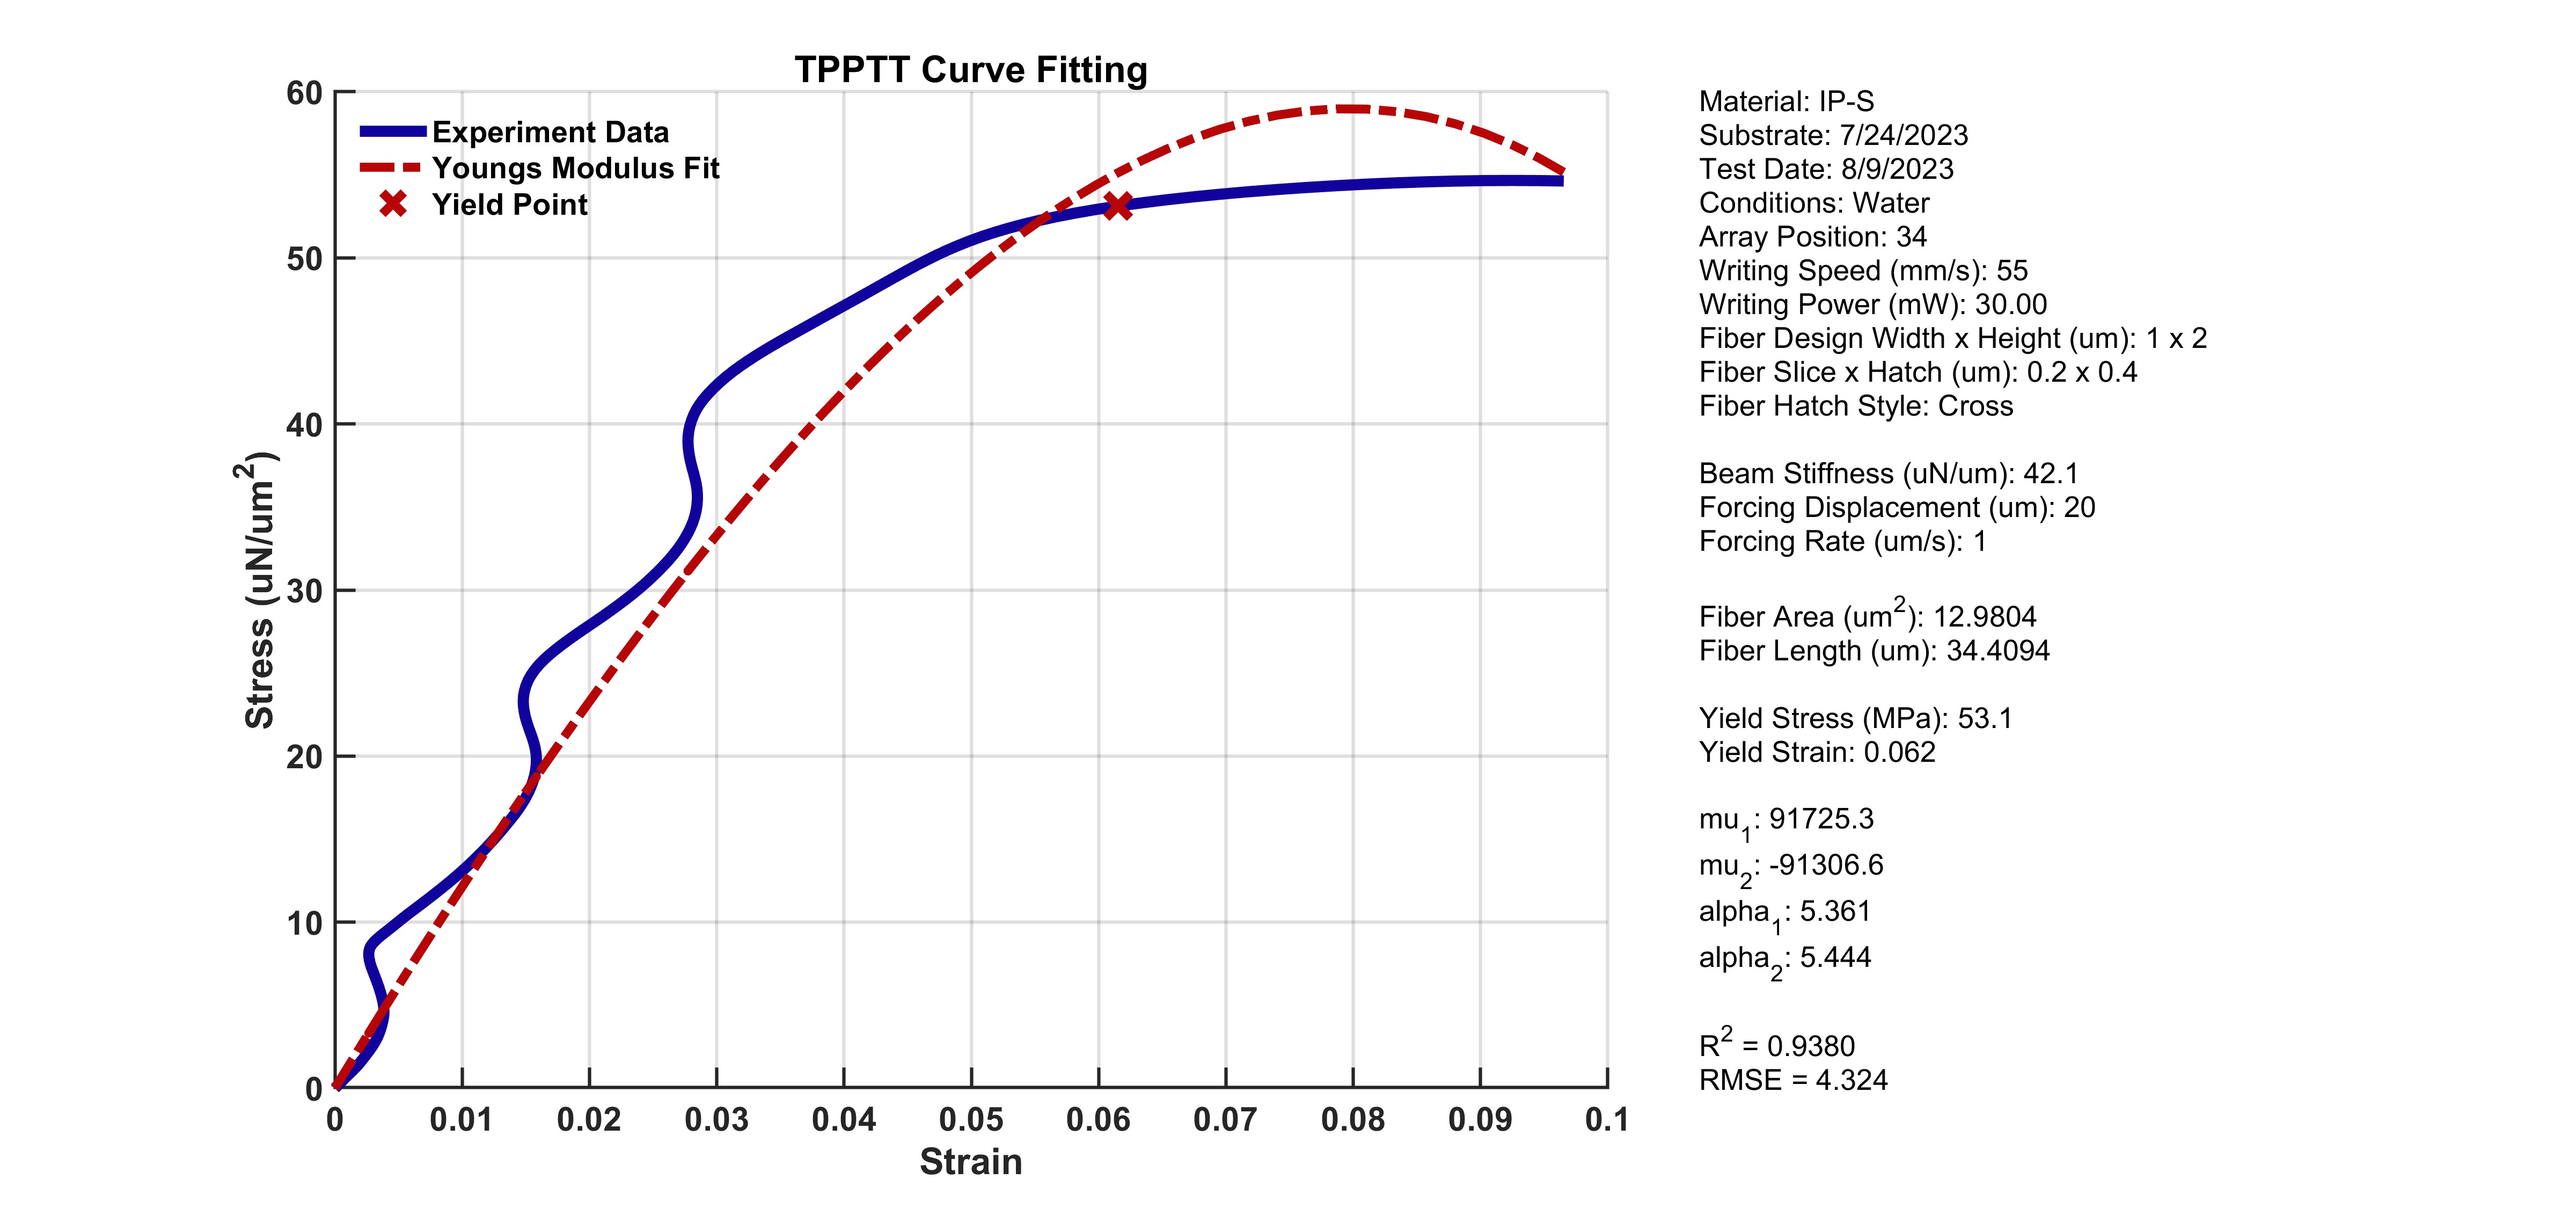 TPPTT Curve Fitting
60
50
40
30
20
10
0
Stress (uN/um²)
Experiment Data
Youngs Modulus Fit
Yield Point
0 0.01 0.02 0.03 0.04 0.05 0.06 0.07 0.08 0.09 0.1
Strain
Material: IP-S
Substrate: 7/24/2023
Test Date: 8/9/2023
Conditions: Water
Array Position: 34
Writing Speed (mm/s): 55
Writing Power (mW): 30.00
Fiber Design Width x Height (um): 1 x 2
Fiber Slice x Hatch (um): 0.2 x 0.4
Fiber Hatch Style: Cross
Beam Stiffness (uN/um): 42.1
Forcing Displacement (um): 20
Forcing Rate (um/s): 1
Fiber Area (um²): 12.9804
Fiber Length (um): 34.4094
Yield Stress (MPa): 53.1
Yield Strain: 0.062
mu₁: 91725.3
mu₂: -91306.6
alpha₁: 5.361
alpha₂: 5.444
R² = 0.9380
RMSE = 4.324